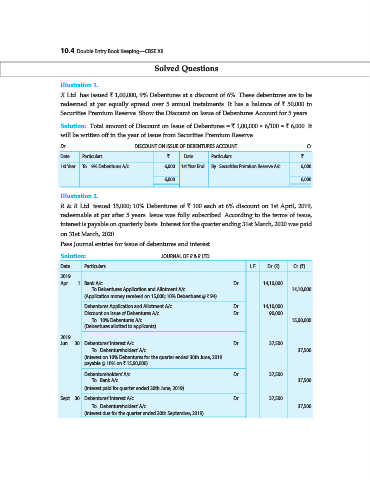 10.4 Double Entry Book Keeping—CBSE XII
Solved Questions
Illustration 1.
X Ltd has issued ₹ 1,00,000, 9% Debentures at a discount of 6% These debentures are to be
redeemed at par equally spread over 5 annual instalments It has a balance of ₹ 50,000 in
Securities Premium Reserve Show the Discount on Issue of Debentures Account for 5 years
Solution: Total amount of Discount on Issue of Debentures = ₹ 1,00,000 × 6/100 = ₹ 6,000 It
will be written off in the year of issue from Securities Premium Reserve
Dr DISCOUNT ON ISSUE OF DEBENTURES ACCOUNT Cr
Date Particulars ₹ Date Particulars ₹
1st Year To 9% Debentures A/c 6,000 1st Year End By Securities Premium Reserve A/c 6,000
6,000 6,000
Illustration 2.
R & R Ltd issued 15,000; 10% Debentures of ₹ 100 each at 6% discount on 1st April, 2019,
redeemable at par after 5 years Issue was fully subscribed According to the terms of issue,
interest is payable on quarterly basis Interest for the quarter ending 31st March, 2020 was paid
on 31st March, 2020
Pass Journal entries for issue of debentures and interest
Solution: JOURNAL OF R & R LTD
Date Particulars L F Dr (₹) Cr (₹)
2019
Apr 1 Bank A/c Dr 14,10,000
To Debentures Application and Allotment A/c 14,10,000
(Application money received on 15,000; 10% Debentures @ ₹ 94)
Debentures Application and Allotment A/c Dr 14,10,000
Discount on Issue of Debentures A/c Dr 90,000
To 10% Debentures A/c 15,00,000
(Debentures allotted to applicants)
2019
Jun 30 Debentures' Interest A/c Dr 37,500
To Debentureholders' A/c 37,500
(Interest on 10% Debentures for the quarter ended 30th June, 2019
payable @ 10% on ₹ 15,00,000)
Debentureholders' A/c Dr 37,500
To Bank A/c 37,500
(Interest paid for quarter ended 30th June, 2019)
Sept 30 Debentures' Interest A/c Dr 37,500
To Debentureholders' A/c 37,500
(Interest due for the quarter ended 30th September, 2019)